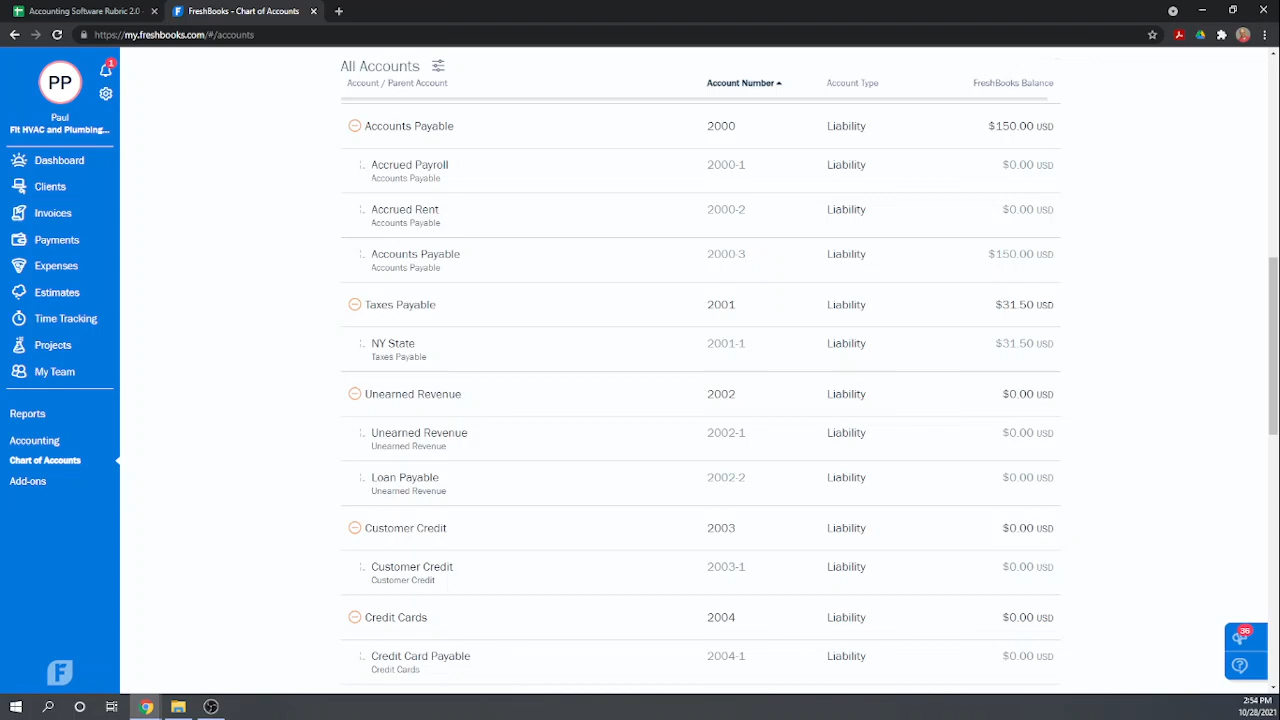 Accounting Software Rubric 2.0 -
FreshBooks - Chart of Accounts
https://my.freshbooks.com/#/accounts
PP
1
Paul
Fit HVAC and Plumbing...
Dashboard
Clients
Invoices
Payments
Expenses
Estimates
Time Tracking
Projects
My Team
Reports
Accounting
Chart of Accounts
Add-ons
All Accounts
Account / Parent Account Account Number Account Type FreshBooks Balance
Accounts Payable 2000 Liability $150.00 USD
Accrued Payroll 2000-1 Liability $0.00 USD
Accounts Payable
Accrued Rent 2000-2 Liability $0.00 USD
Accounts Payable
Accounts Payable 2000-3 Liability $150.00 USD
Accounts Payable
Taxes Payable 2001 Liability $31.50 USD
NY State 2001-1 Liability $31.50 USD
Taxes Payable
Unearned Revenue 2002 Liability $0.00 USD
Unearned Revenue 2002-1 Liability $0.00 USD
Unearned Revenue
Loan Payable 2002-2 Liability $0.00 USD
Unearned Revenue
Customer Credit 2003 Liability $0.00 USD
Customer Credit 2003-1 Liability $0.00 USD
Customer Credit
Credit Cards 2004 Liability $0.00 USD
Credit Card Payable 2004-1 Liability $0.00 USD
Credit Cards
36
F
2:54 PM
10/28/2021